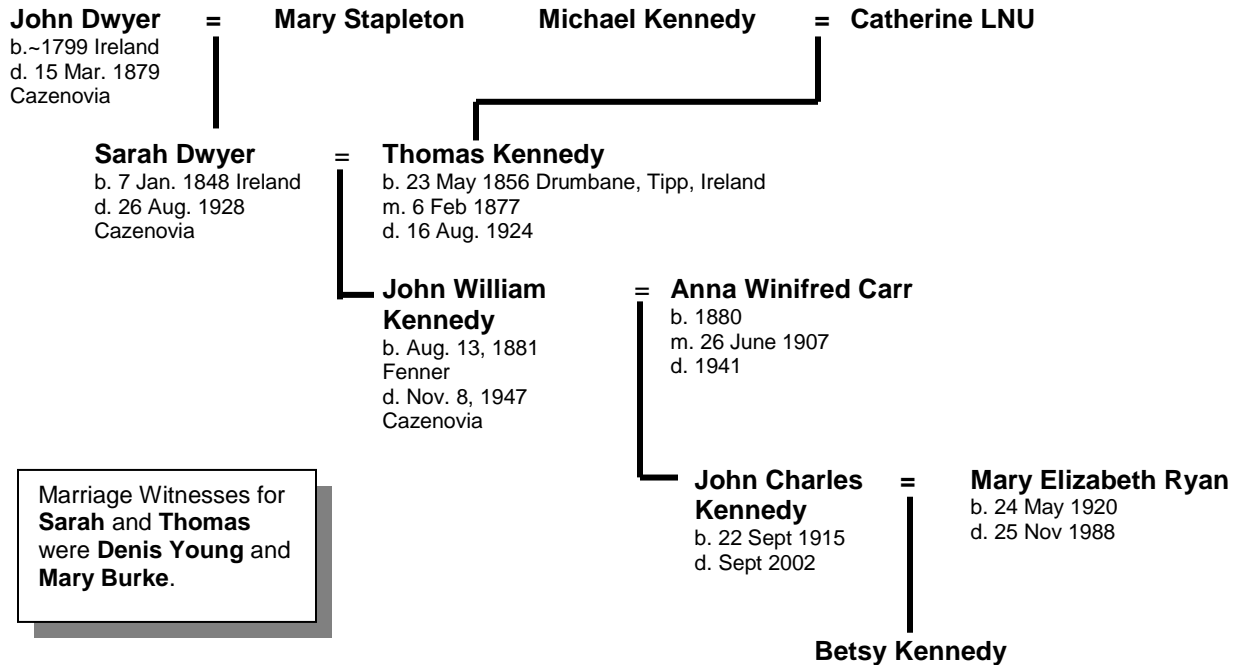 John Dwyer = Mary Stapleton Michael Kennedy = Catherine LNU
b.~1799 Ireland
d. 15 Mar. 1879
Cazenovia
Sarah Dwyer = Thomas Kennedy
b. 7 Jan. 1848 Ireland
d. 26 Aug. 1928
Cazenovia
b. 23 May 1856 Drumbane, Tipp, Ireland
m. 6 Feb 1877
d. 16 Aug. 1924
John William
Kennedy
b. Aug. 13, 1881
Fenner
d. Nov. 8, 1947
Cazenovia
= Anna Winifred Carr
b. 1880
m. 26 June 1907
d. 1941
Marriage Witnesses for
Sarah and Thomas
were Denis Young and
Mary Burke.
John Charles
Kennedy
b. 22 Sept 1915
d. Sept 2002
= Mary Elizabeth Ryan
b. 24 May 1920
d. 25 Nov 1988
Betsy Kennedy